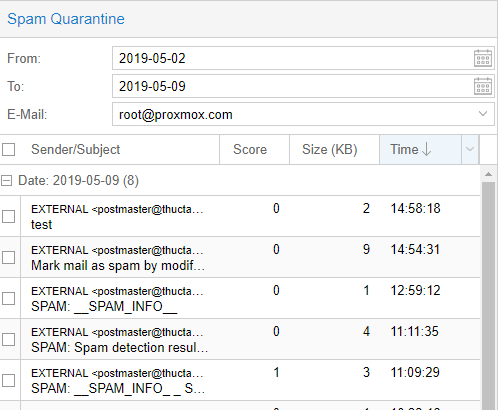 Spam Quarantine
From: 2019-05-02
To: 2019-05-09
E-Mail: root@proxmox.com
Sender/Subject Score Size (KB) Time ↓
Date: 2019-05-09 (8)
EXTERNAL <postmaster@thucta... 0 2 14:58:18
test
EXTERNAL <postmaster@thucta... 0 9 14:54:31
Mark mail as spam by modif...
EXTERNAL <postmaster@thucta... 0 1 12:59:12
SPAM: __SPAM_INFO__
EXTERNAL <postmaster@thucta... 0 4 11:11:35
SPAM: Spam detection resul...
EXTERNAL <postmaster@thucta... 1 3 11:09:29
SPAM: __SPAM_INFO_ _ S...